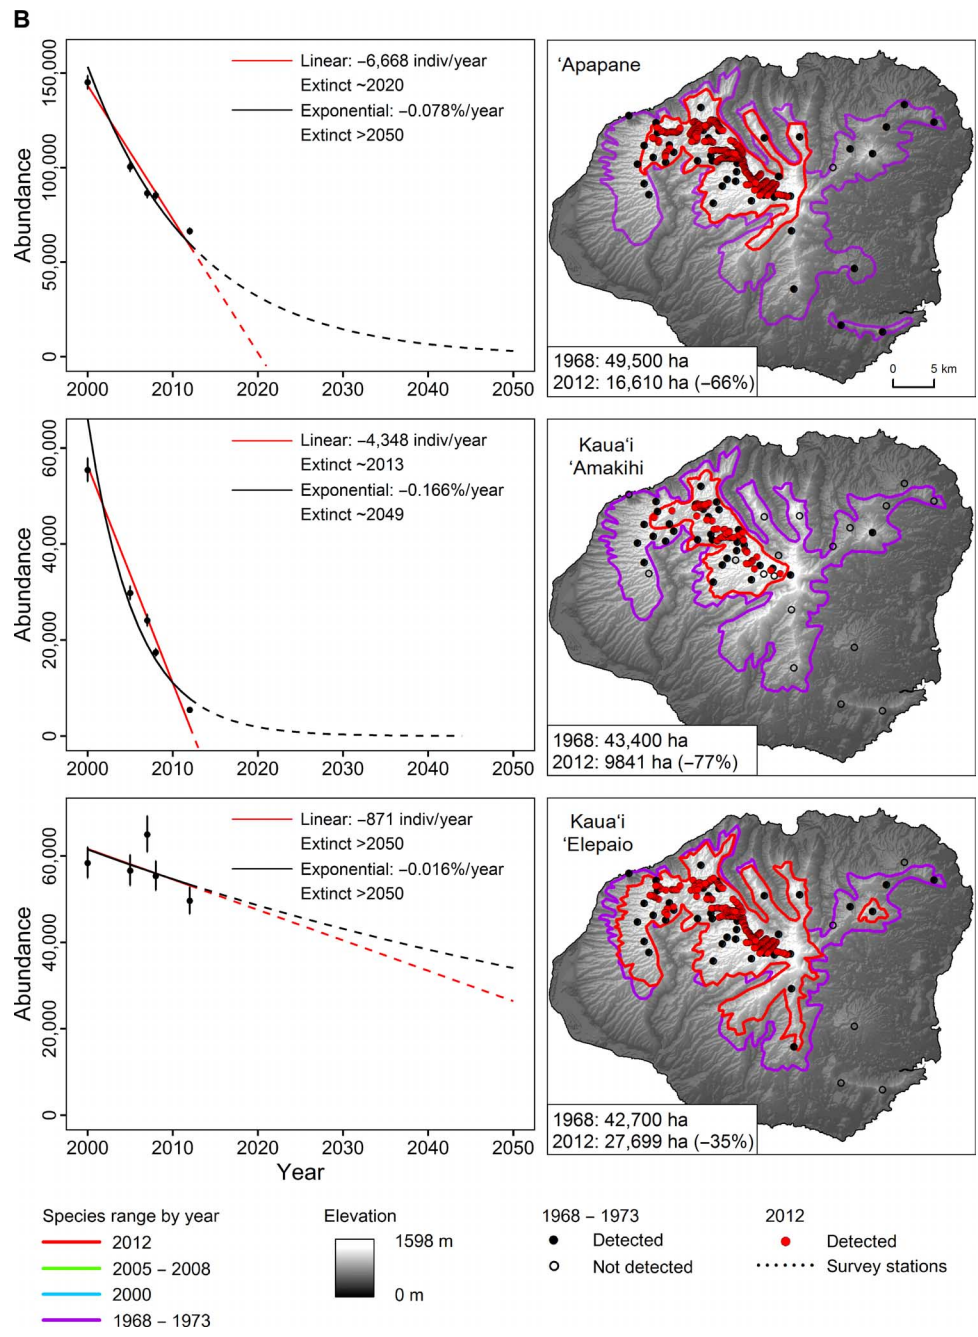 B
Linear: −6,668 indiv/year
Extinct ~2020
Exponential: −0.078%/year
Extinct >2050
Abundance
150,000
100,000
50,000
0
2000 2010 2020 2030 2040 2050
ʻApapane
1968: 49,500 ha
2012: 16,610 ha (−66%)
0 5 km
Linear: −4,348 indiv/year
Extinct ~2013
Exponential: −0.166%/year
Extinct ~2049
Abundance
60,000
40,000
20,000
0
2000 2010 2020 2030 2040 2050
Kauaʻi
ʻAmakihi
1968: 43,400 ha
2012: 9841 ha (−77%)
Linear: −871 indiv/year
Extinct >2050
Exponential: −0.016%/year
Extinct >2050
Abundance
60,000
40,000
20,000
0
2000 2010 2020 2030 2040 2050
Year
Kauaʻi
ʻElepaio
1968: 42,700 ha
2012: 27,699 ha (−35%)
Species range by year
2012
2005 − 2008
2000
1968 − 1973
Elevation
1598 m
0 m
1968 − 1973
Detected
Not detected
2012
Detected
Survey stations